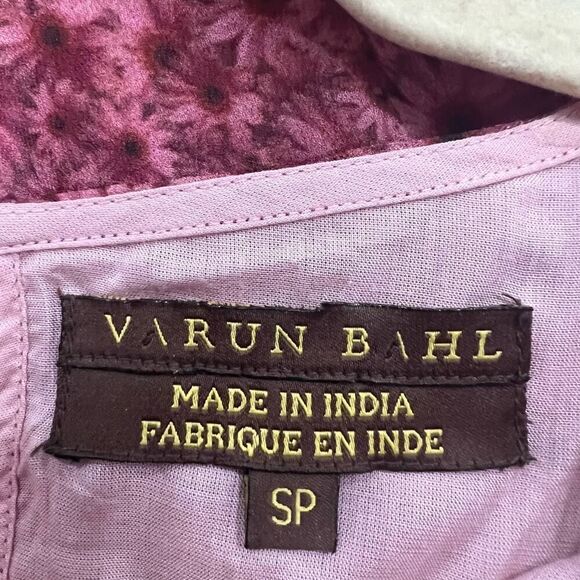 VARUN BAHL
MADE IN INDIA
FABRIQUE EN INDE
SP